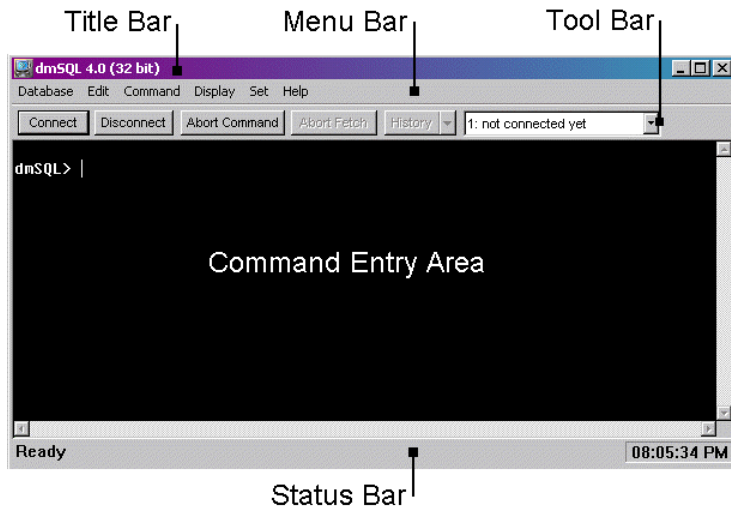 Title Bar Menu Bar Tool Bar
dmSQL 4.0 (32 bit)
Database Edit Command Display Set Help
Connect Disconnect Abort Command Abort Fetch History 1: not connected yet
dmSQL>
Command Entry Area
Ready 08:05:34 PM
Status Bar